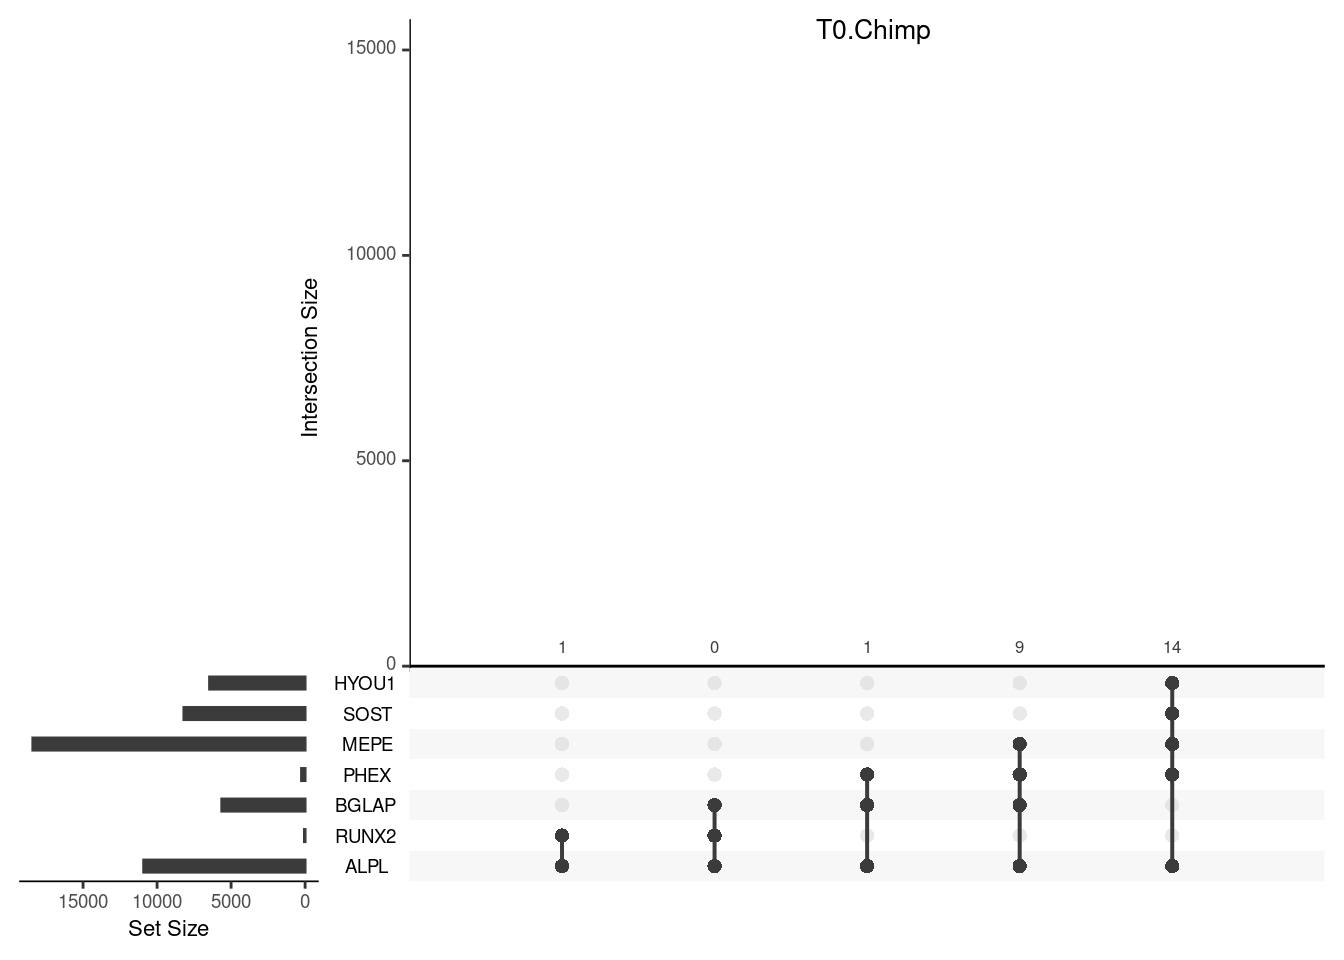 T0.Chimp
15000
10000
5000
0
Intersection Size
1 0 1 9 14
HYOU1
SOST
MEPE
PHEX
BGLAP
RUNX2
ALPL
15000 10000 5000 0
Set Size